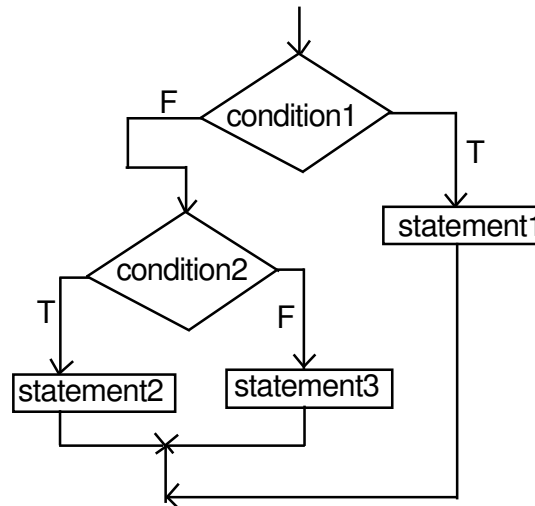 F
condition1
T
statement1
condition2
T
F
statement2
statement3